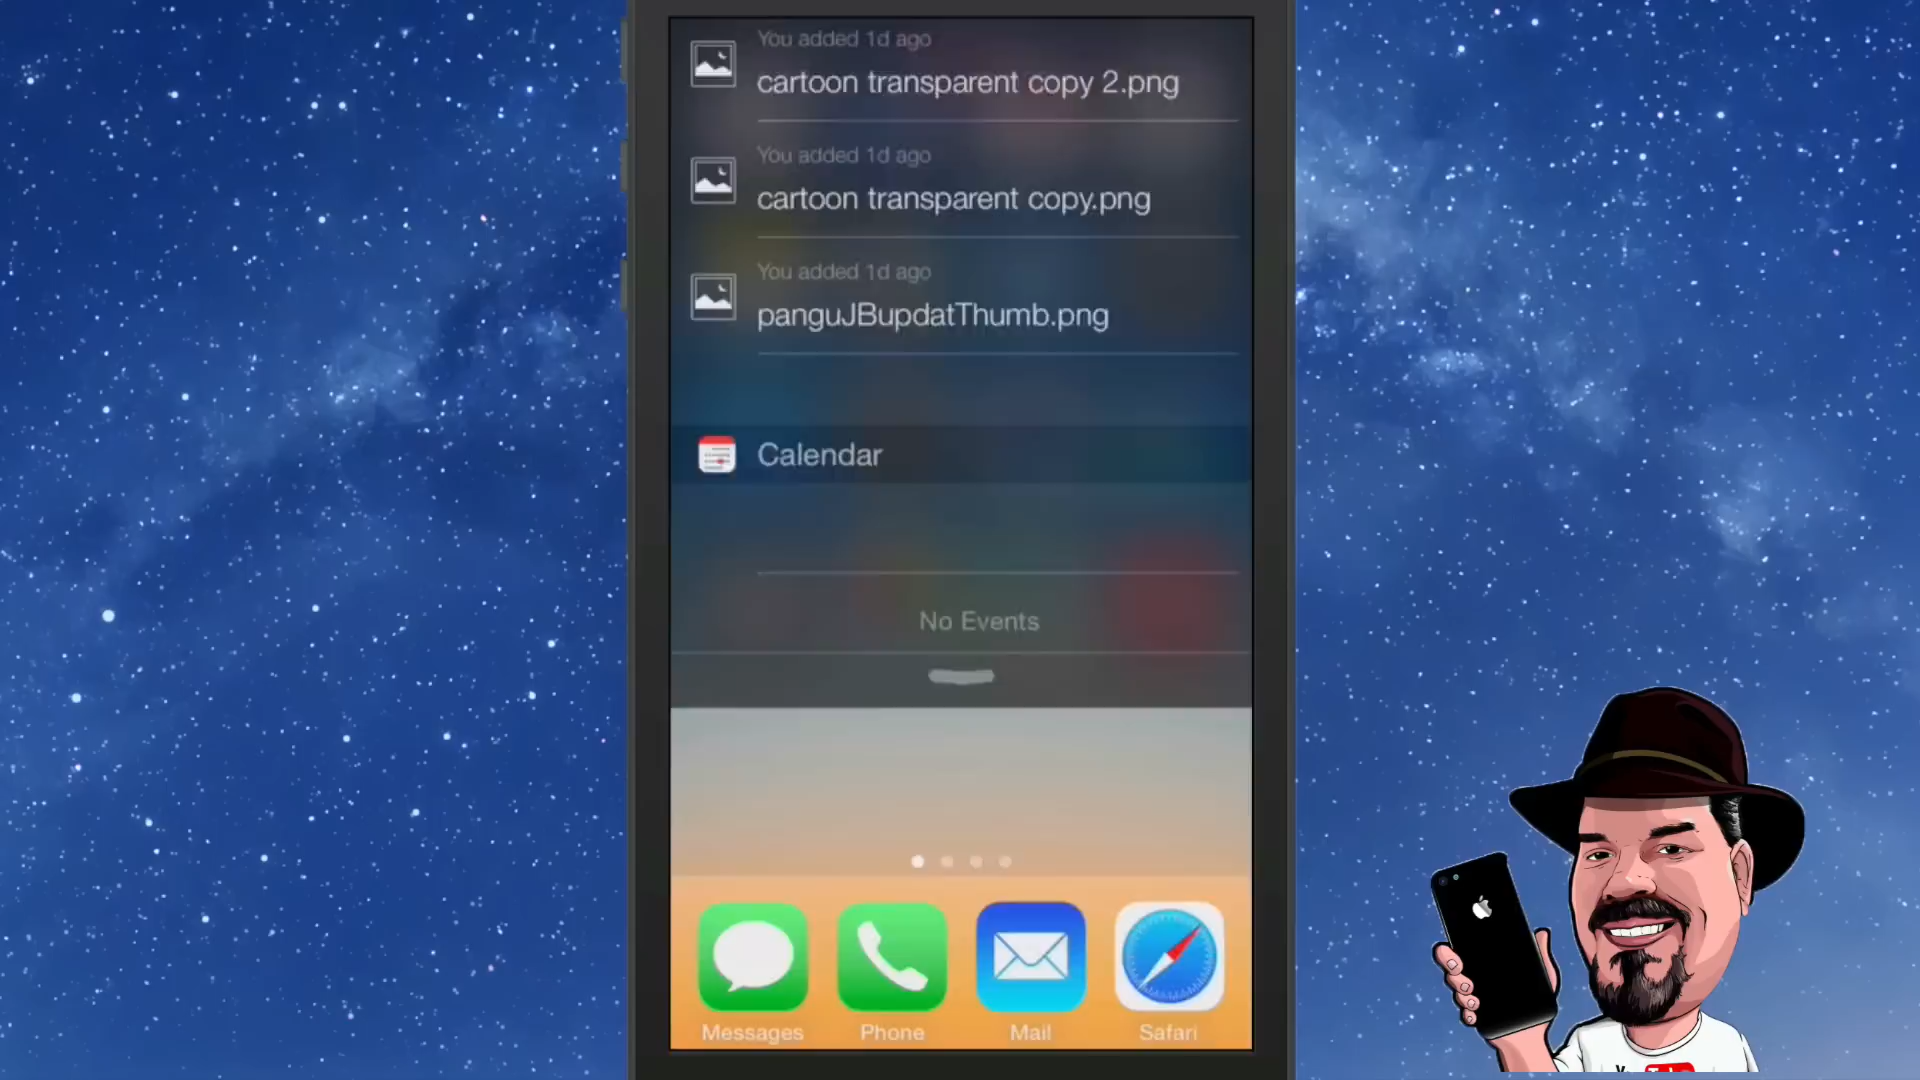 You added 1d ago
cartoon transparent copy 2.png
You added 1d ago
cartoon transparent copy.png
You added 1d ago
panguJBupdatThumb.png
Calendar
No Events
Messages Phone Mail Safari